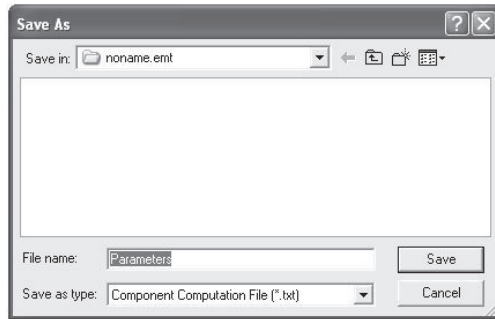 Save As
Save in: noname.emt
File name: Parameters Save
Save as type: Component Computation File (*.txt) Cancel